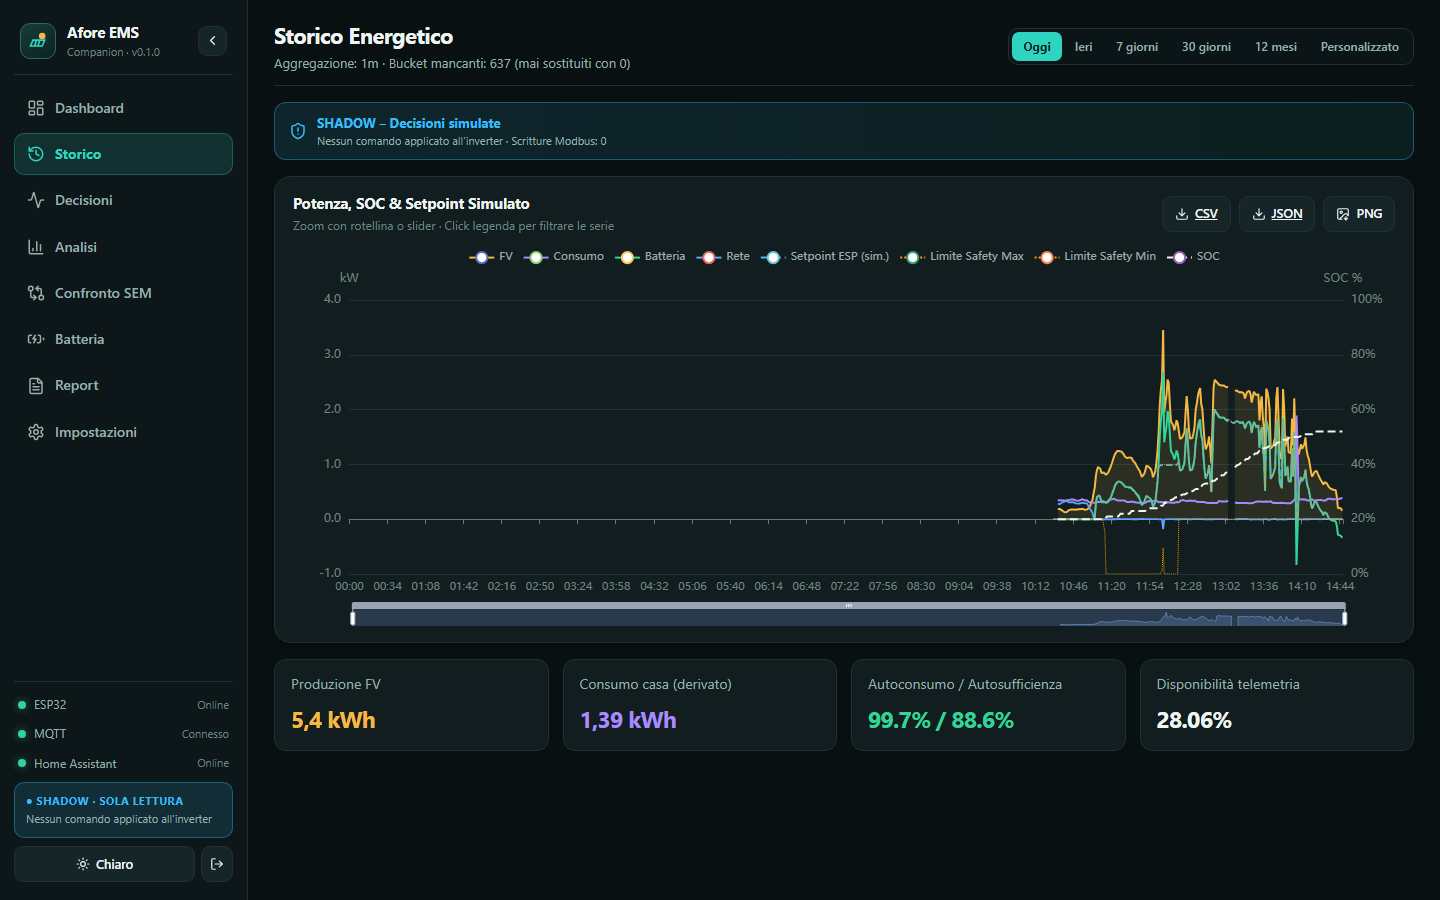 Afore EMS
Companion · v0.1.0
Dashboard
Storico
Decisioni
Analisi
Confronto SEM
Batteria
Report
Impostazioni
ESP32 Online
MQTT Connesso
Home Assistant Online
• SHADOW · SOLA LETTURA
Nessun comando applicato all'inverter
Chiaro
Storico Energetico
Aggregazione: 1m · Bucket mancanti: 637 (mai sostituiti con 0)
Oggi Ieri 7 giorni 30 giorni 12 mesi Personalizzato
SHADOW – Decisioni simulate
Nessun comando applicato all'inverter · Scritture Modbus: 0
Potenza, SOC & Setpoint Simulato
Zoom con rotellina o slider · Click legenda per filtrare le serie
CSV JSON PNG
FV Consumo Batteria Rete Setpoint ESP (sim.) Limite Safety Max Limite Safety Min SOC
kW SOC %
4.0 100%
3.0 80%
2.0 60%
1.0 40%
0.0 20%
-1.0 0%
00:00 00:34 01:08 01:42 02:16 02:50 03:24 03:58 04:32 05:06 05:40 06:14 06:48 07:22 07:56 08:30 09:04 09:38 10:12 10:46 11:20 11:54 12:28 13:02 13:36 14:10 14:44
Produzione FV
5,4 kWh
Consumo casa (derivato)
1,39 kWh
Autoconsumo / Autosufficienza
99.7% / 88.6%
Disponibilità telemetria
28.06%